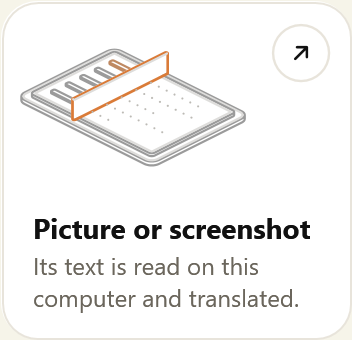 Picture or screenshot
Its text is read on this
computer and translated.